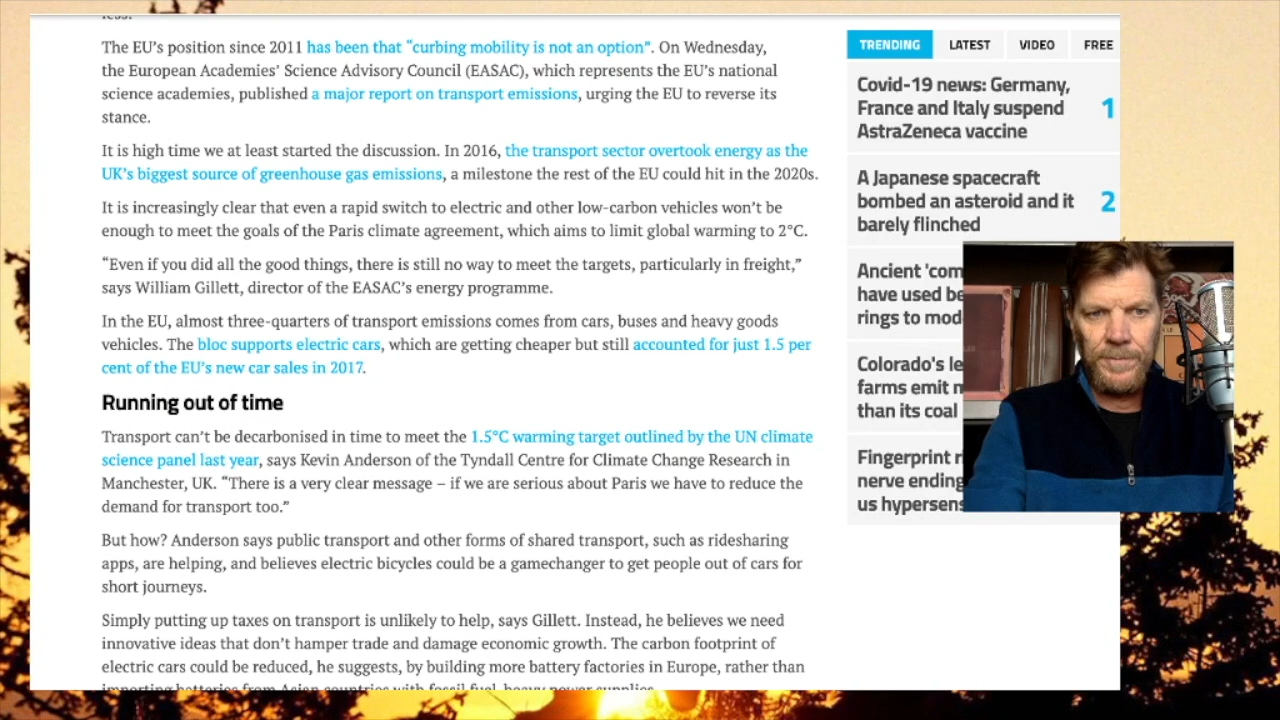 less.
The EU’s position since 2011 has been that “curbing mobility is not an option”. On Wednesday,
the European Academies’ Science Advisory Council (EASAC), which represents the EU’s national
science academies, published a major report on transport emissions, urging the EU to reverse its
stance.
It is high time we at least started the discussion. In 2016, the transport sector overtook energy as the
UK’s biggest source of greenhouse gas emissions, a milestone the rest of the EU could hit in the 2020s.
It is increasingly clear that even a rapid switch to electric and other low-carbon vehicles won’t be
enough to meet the goals of the Paris climate agreement, which aims to limit global warming to 2°C.
“Even if you did all the good things, there is still no way to meet the targets, particularly in freight,”
says William Gillett, director of the EASAC’s energy programme.
In the EU, almost three-quarters of transport emissions comes from cars, buses and heavy goods
vehicles. The bloc supports electric cars, which are getting cheaper but still accounted for just 1.5 per
cent of the EU’s new car sales in 2017.
Running out of time
Transport can’t be decarbonised in time to meet the 1.5°C warming target outlined by the UN climate
science panel last year, says Kevin Anderson of the Tyndall Centre for Climate Change Research in
Manchester, UK. “There is a very clear message – if we are serious about Paris we have to reduce the
demand for transport too.”
But how? Anderson says public transport and other forms of shared transport, such as ridesharing
apps, are helping, and believes electric bicycles could be a gamechanger to get people out of cars for
short journeys.
Simply putting up taxes on transport is unlikely to help, says Gillett. Instead, he believes we need
innovative ideas that don’t hamper trade and damage economic growth. The carbon footprint of
electric cars could be reduced, he suggests, by building more battery factories in Europe, rather than
importing batteries from Asian countries with fossil fuel-heavy power supplies.
TRENDING LATEST VIDEO FREE
Covid-19 news: Germany,
France and Italy suspend 1
AstraZeneca vaccine
A Japanese spacecraft
bombed an asteroid and it 2
barely flinched
Ancient 'com
have used be
rings to mod
Colorado's le
farms emit m
than its coal
Fingerprint r
nerve ending
us hypersens